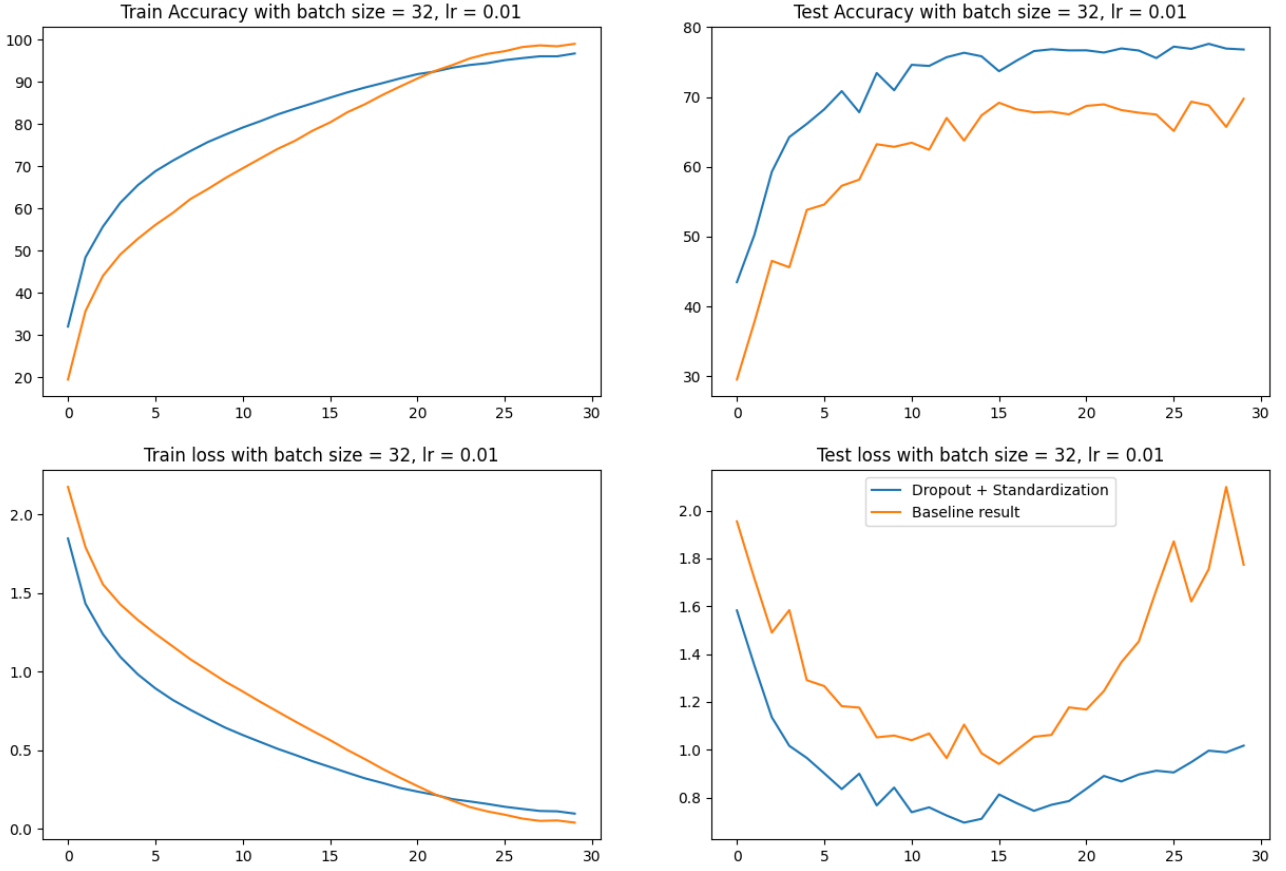 Train Accuracy with batch size = 32, lr = 0.01
100
90
80
70
60
50
40
30
20
0 5 10 15 20 25 30
Test Accuracy with batch size = 32, lr = 0.01
80
70
60
50
40
30
0 5 10 15 20 25 30
Train loss with batch size = 32, lr = 0.01
2.0
1.5
1.0
0.5
0.0
0 5 10 15 20 25 30
Test loss with batch size = 32, lr = 0.01
Dropout + Standardization
Baseline result
2.0
1.8
1.6
1.4
1.2
1.0
0.8
0 5 10 15 20 25 30